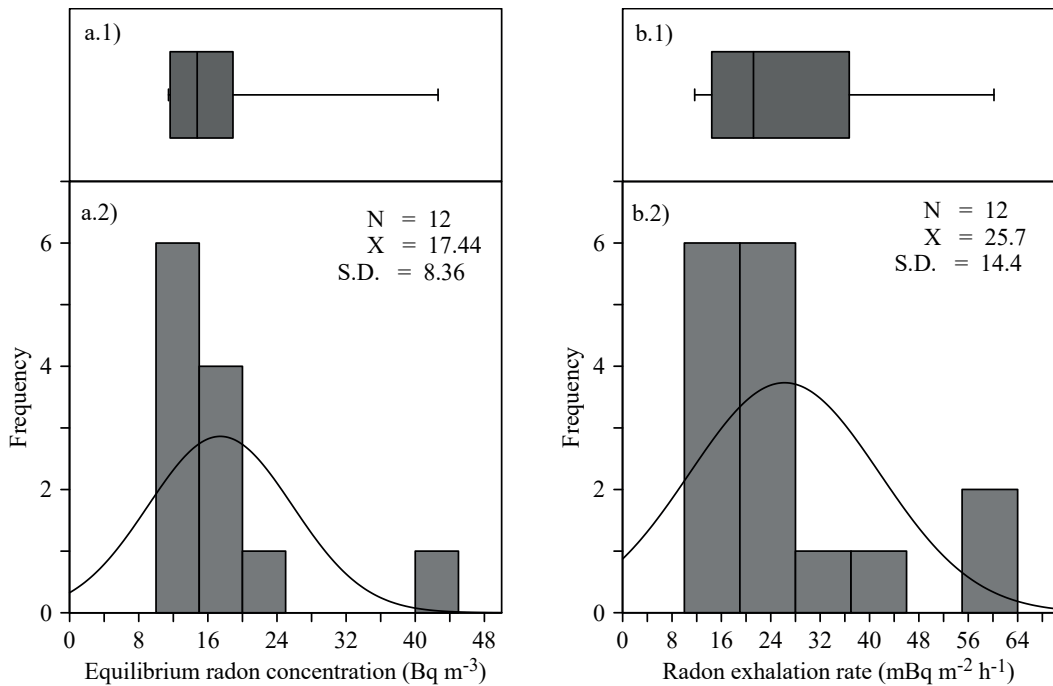 a.1)
a.2)
N = 12
X = 17.44
S.D. = 8.36
6
4
2
0
Frequency
0 8 16 24 32 40 48
Equilibrium radon concentration (Bq m⁻³)
b.1)
b.2)
N = 12
X = 25.7
S.D. = 14.4
6
4
2
0
Frequency
0 8 16 26 32 40 48 56 64
Radon exhalation rate (mBq m⁻² h⁻¹)